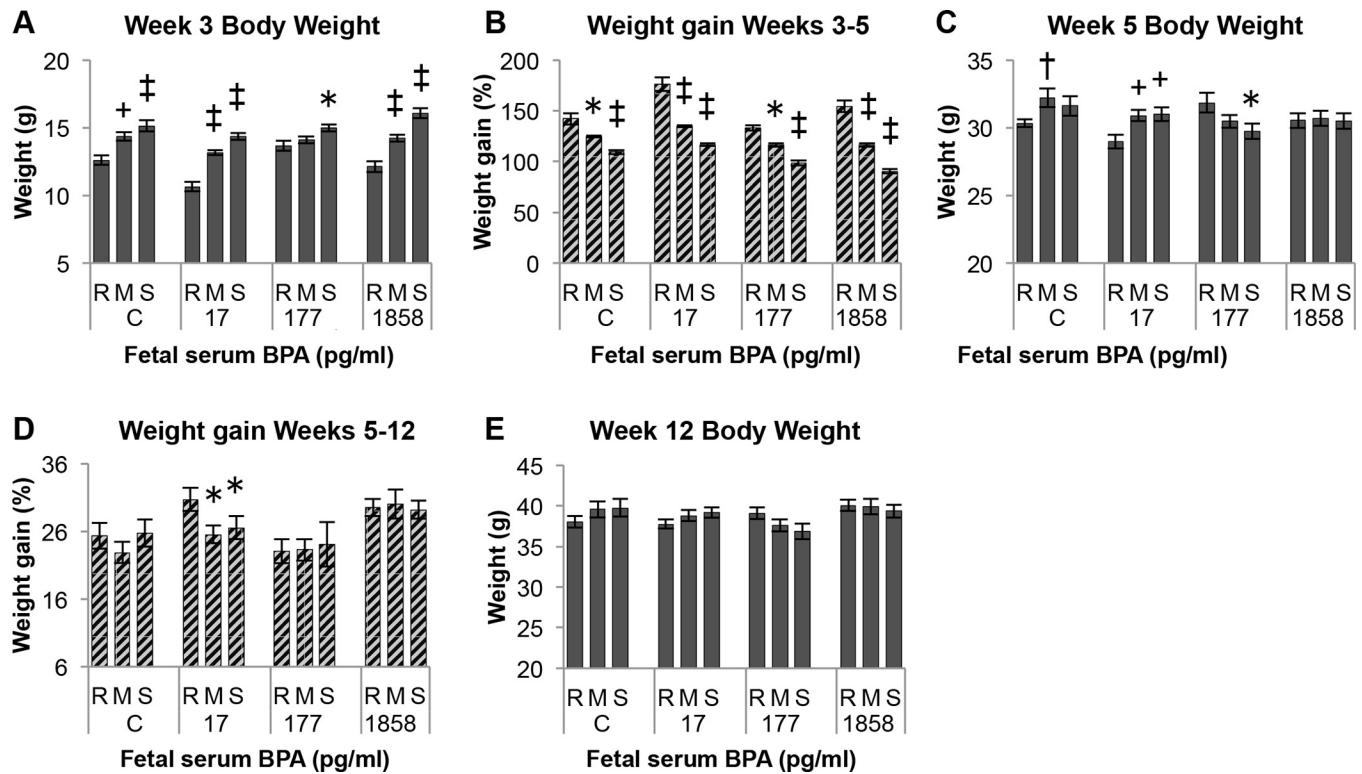 A Week 3 Body Weight
Weight (g)
20
15
10
5
+ ‡ ‡ ‡ * ‡ ‡
R M S R M S R M S R M S
C 17 177 1858
Fetal serum BPA (pg/ml)
B Weight gain Weeks 3-5
Weight gain (%)
200
150
100
50
0
* ‡ ‡ ‡ * ‡ ‡ ‡
R M S R M S R M S R M S
C 17 177 1858
Fetal serum BPA (pg/ml)
C Week 5 Body Weight
Weight (g)
35
30
25
20
† + + *
R M S R M S R M S R M S
C 17 177 1858
Fetal serum BPA (pg/ml)
D Weight gain Weeks 5-12
Weight gain (%)
36
26
16
6
* *
R M S R M S R M S R M S
C 17 177 1858
Fetal serum BPA (pg/ml)
E Week 12 Body Weight
Weight (g)
45
40
35
30
25
20
R M S R M S R M S R M S
C 17 177 1858
Fetal serum BPA (pg/ml)